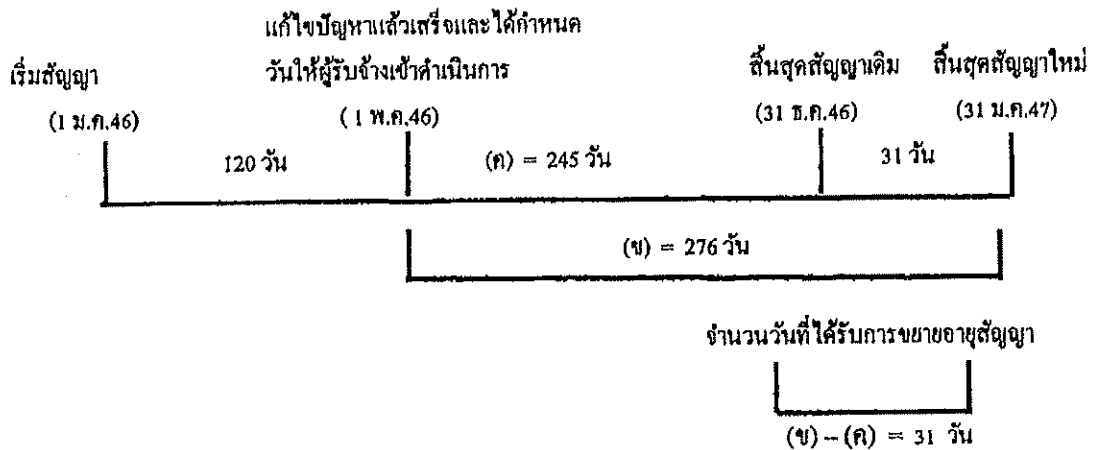 แก้ไขปัญหาแล้วเสร็จและได้กำหนด
วันให้ผู้รับจ้างเข้าดำเนินการ
เริ่มสัญญา
สิ้นสุดสัญญาเดิม
สิ้นสุดสัญญาใหม่
(1 ม.ค.46)
(1 พ.ค.46)
(31 ธ.ค.46)
(31 ม.ค.47)
120 วัน
(ค) = 245 วัน
31 วัน
(ข) = 276 วัน
จำนวนวันที่ได้รับการขยายอายุสัญญา
(ข) – (ค) = 31 วัน